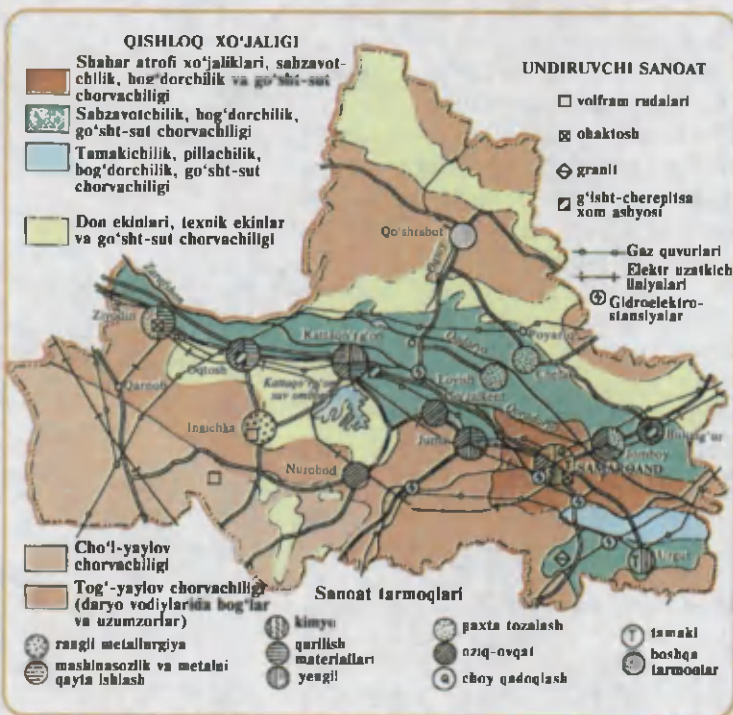 QISHLOQ XO'JALIGI
Shahar atrofi xo'jaliklari, sabzavot-
chilik, bog'dorchilik va go'sht-sut
chorvachiligi
Sabzavotchilik, bog'dorchilik,
go'sht-sut chorvachiligi
Tamakichilik, pillachilik,
bog'dorchilik, go'sht-sut
chorvachiligi
Don ekinlari, texnik ekinlar
va go'sht-sut chorvachiligi
UNDIRUVCHI SANOAT
volfram rudalari
ohaktosh
granit
g'isht-cherepitsa
xom ashyosi
Gaz quvurlari
Elektr uzatkich
liniyalari
Gidroelektro-
stansiyalar
Qo'shrabot
Ziyodin
Kattaqo'rg'on
Oqdaryo
Poyariq
Qarnob
Oqtosh
Kattaqo'rg'on
suv ombori
Loyish
Chelak
Ingichka
Juma
Bulung'ur
Jomboy
Nurobod
SAMARQAND
Urgut
Cho'l-yaylov
chorvachiligi
Tog'-yaylov chorvachiligi
(daryo vodiylarida bog'lar
va uzumzorlar)
Sanoat tarmoqlari
rangli metallurgiya
mashinasozlik va metalni
qayta ishlash
kimyo
qurilish
materiallari
yengil
paxta tozalash
oziq-ovqat
choy qadoqlash
T tamaki
boshqa
tarmoqlar